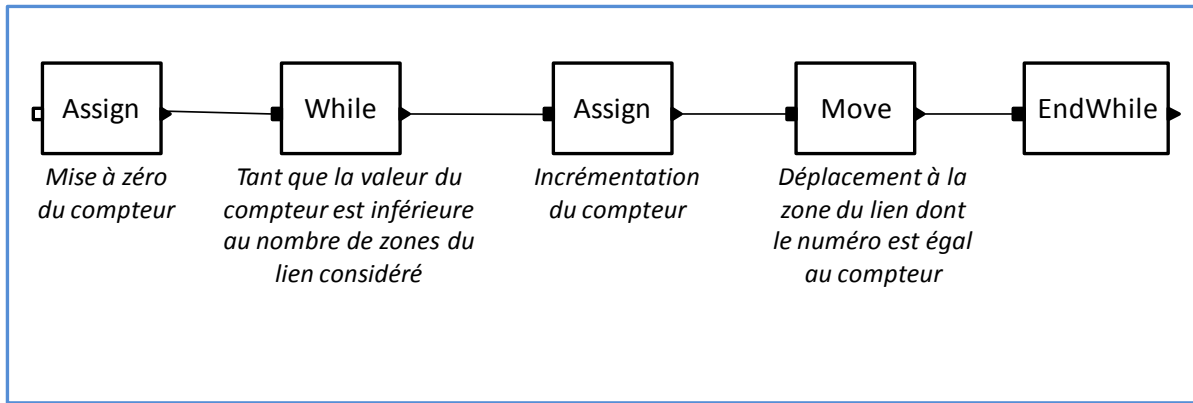 Assign
While
Assign
Move
EndWhile
Mise à zéro
du compteur
Tant que la valeur du
compteur est inférieure
au nombre de zones du
lien considéré
Incrémentation
du compteur
Déplacement à la
zone du lien dont
le numéro est égal
au compteur